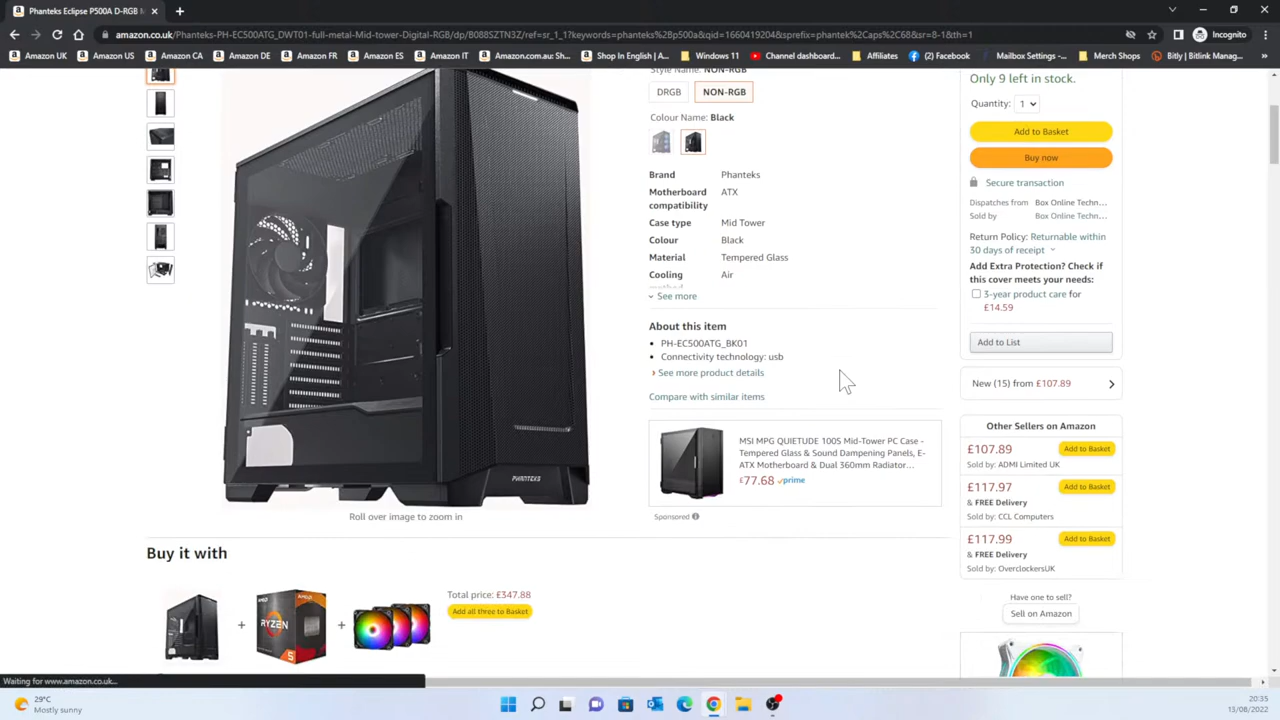 Phanteks Eclipse P500A D-RGB M
amazon.co.uk/Phanteks-PH-EC500ATG_DWT01-full-metal-Mid-tower-Digital-RGB/dp/B088SZTN3Z/ref=sr_1_1?keywords=phanteks%2Bp500a&qid=1660419204&sprefix=phantek%2Caps%2C68&sr=8-1&th=1
Incognito
Amazon UK
Amazon US
Amazon CA
Amazon DE
Amazon FR
Amazon ES
Amazon IT
Amazon.com.au: Shop...
Shop In English | A...
Windows 11
Channel dashboard...
Affiliates
(2) Facebook
Mailbox Settings -...
Merch Stips
Bitly | Bitlink Manag...
Style Name: NON-RGB
DRGB
NON-RGB
Colour Name: Black
Brand Phanteks
Motherboard compatibility ATX
Case type Mid Tower
Colour Black
Material Tempered Glass
Cooling Air
See more
About this item
PH-EC500ATG_BK01
Connectivity technology: usb
See more product details
Compare with similar items
MSI MPG QUIETUDE 100S Mid-Tower PC Case -
Tempered Glass & Sound Dampening Panels, E-
ATX Motherboard & Dual 360mm Radiator...
£77.68 prime
Sponsored
PHANTEKS
Roll over image to zoom in
Buy it with
AMD
RYZEN
5
+
+
Total price: £347.88
Add all three to Basket
Only 9 left in stock.
Quantity: 1
Add to Basket
Buy now
Secure transaction
Dispatches from Box Online Techn...
Sold by Box Online Techn...
Return Policy: Returnable within
30 days of receipt
Add Extra Protection? Check if
this cover meets your needs:
3-year product care for
£14.59
Add to List
New (15) from £107.89
Other Sellers on Amazon
£107.89
Add to Basket
Sold by: ADMI Limited UK
£117.97
Add to Basket
& FREE Delivery
Sold by: CCL Computers
£117.99
Add to Basket
& FREE Delivery
Sold by: OverclockersUK
Have one to sell?
Sell on Amazon
Waiting for www.amazon.co.uk...
29°C
Mostly sunny
20:35
13/08/2022